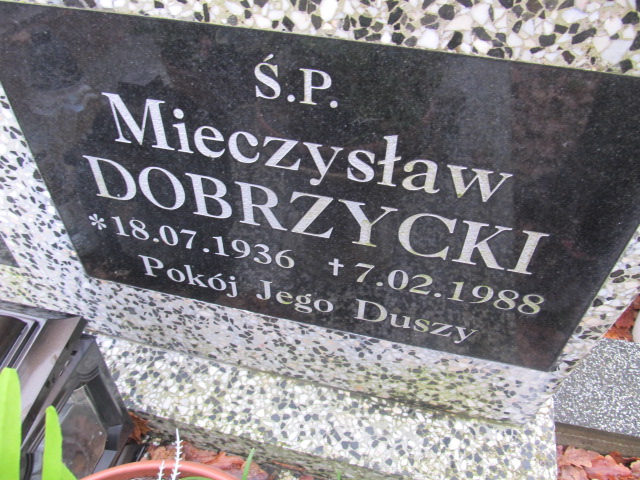 Ś.P.
Mieczysław
DOBRZYCKI
*18.07.1936 †7.02.1988
Pokój Jego Duszy